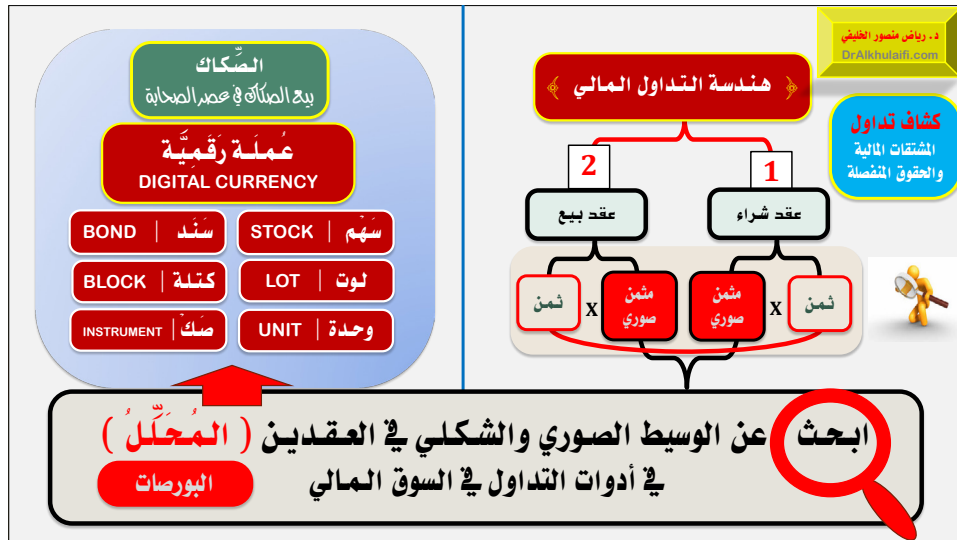 د. رياض منصور الخليفي
DrAlkhulaifi.com
كشاف تداول
المشتقات المالية
والحقوق المنفصلة
﴿ هندسة التداول المالي ﴾
1
2
عقد شراء
عقد بيع
ثمن
X
مثمن
صوري
مثمن
صوري
X
ثمن
الصَّكاك
بيع الصكاك في عصر الصحابة
عُملَة رَقَمِيَّة
DIGITAL CURRENCY
سَهْم | STOCK
سَنَد | BOND
لوت | LOT
كتلة | BLOCK
وحدة | UNIT
صَكّ | INSTRUMENT
ابحث عن الوسيط الصوري والشكلي في العقدين ( المُحَلِّلُ )
في أدوات التداول في السوق المالي
البورصات